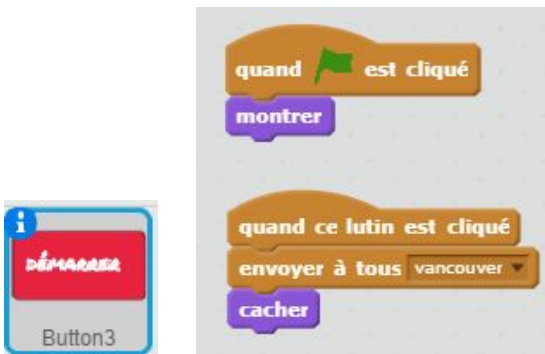 quand est cliqué
montrer
quand ce lutin est cliqué
envoyer à tous vancouver
cacher
i
DÉMARRER
Button3